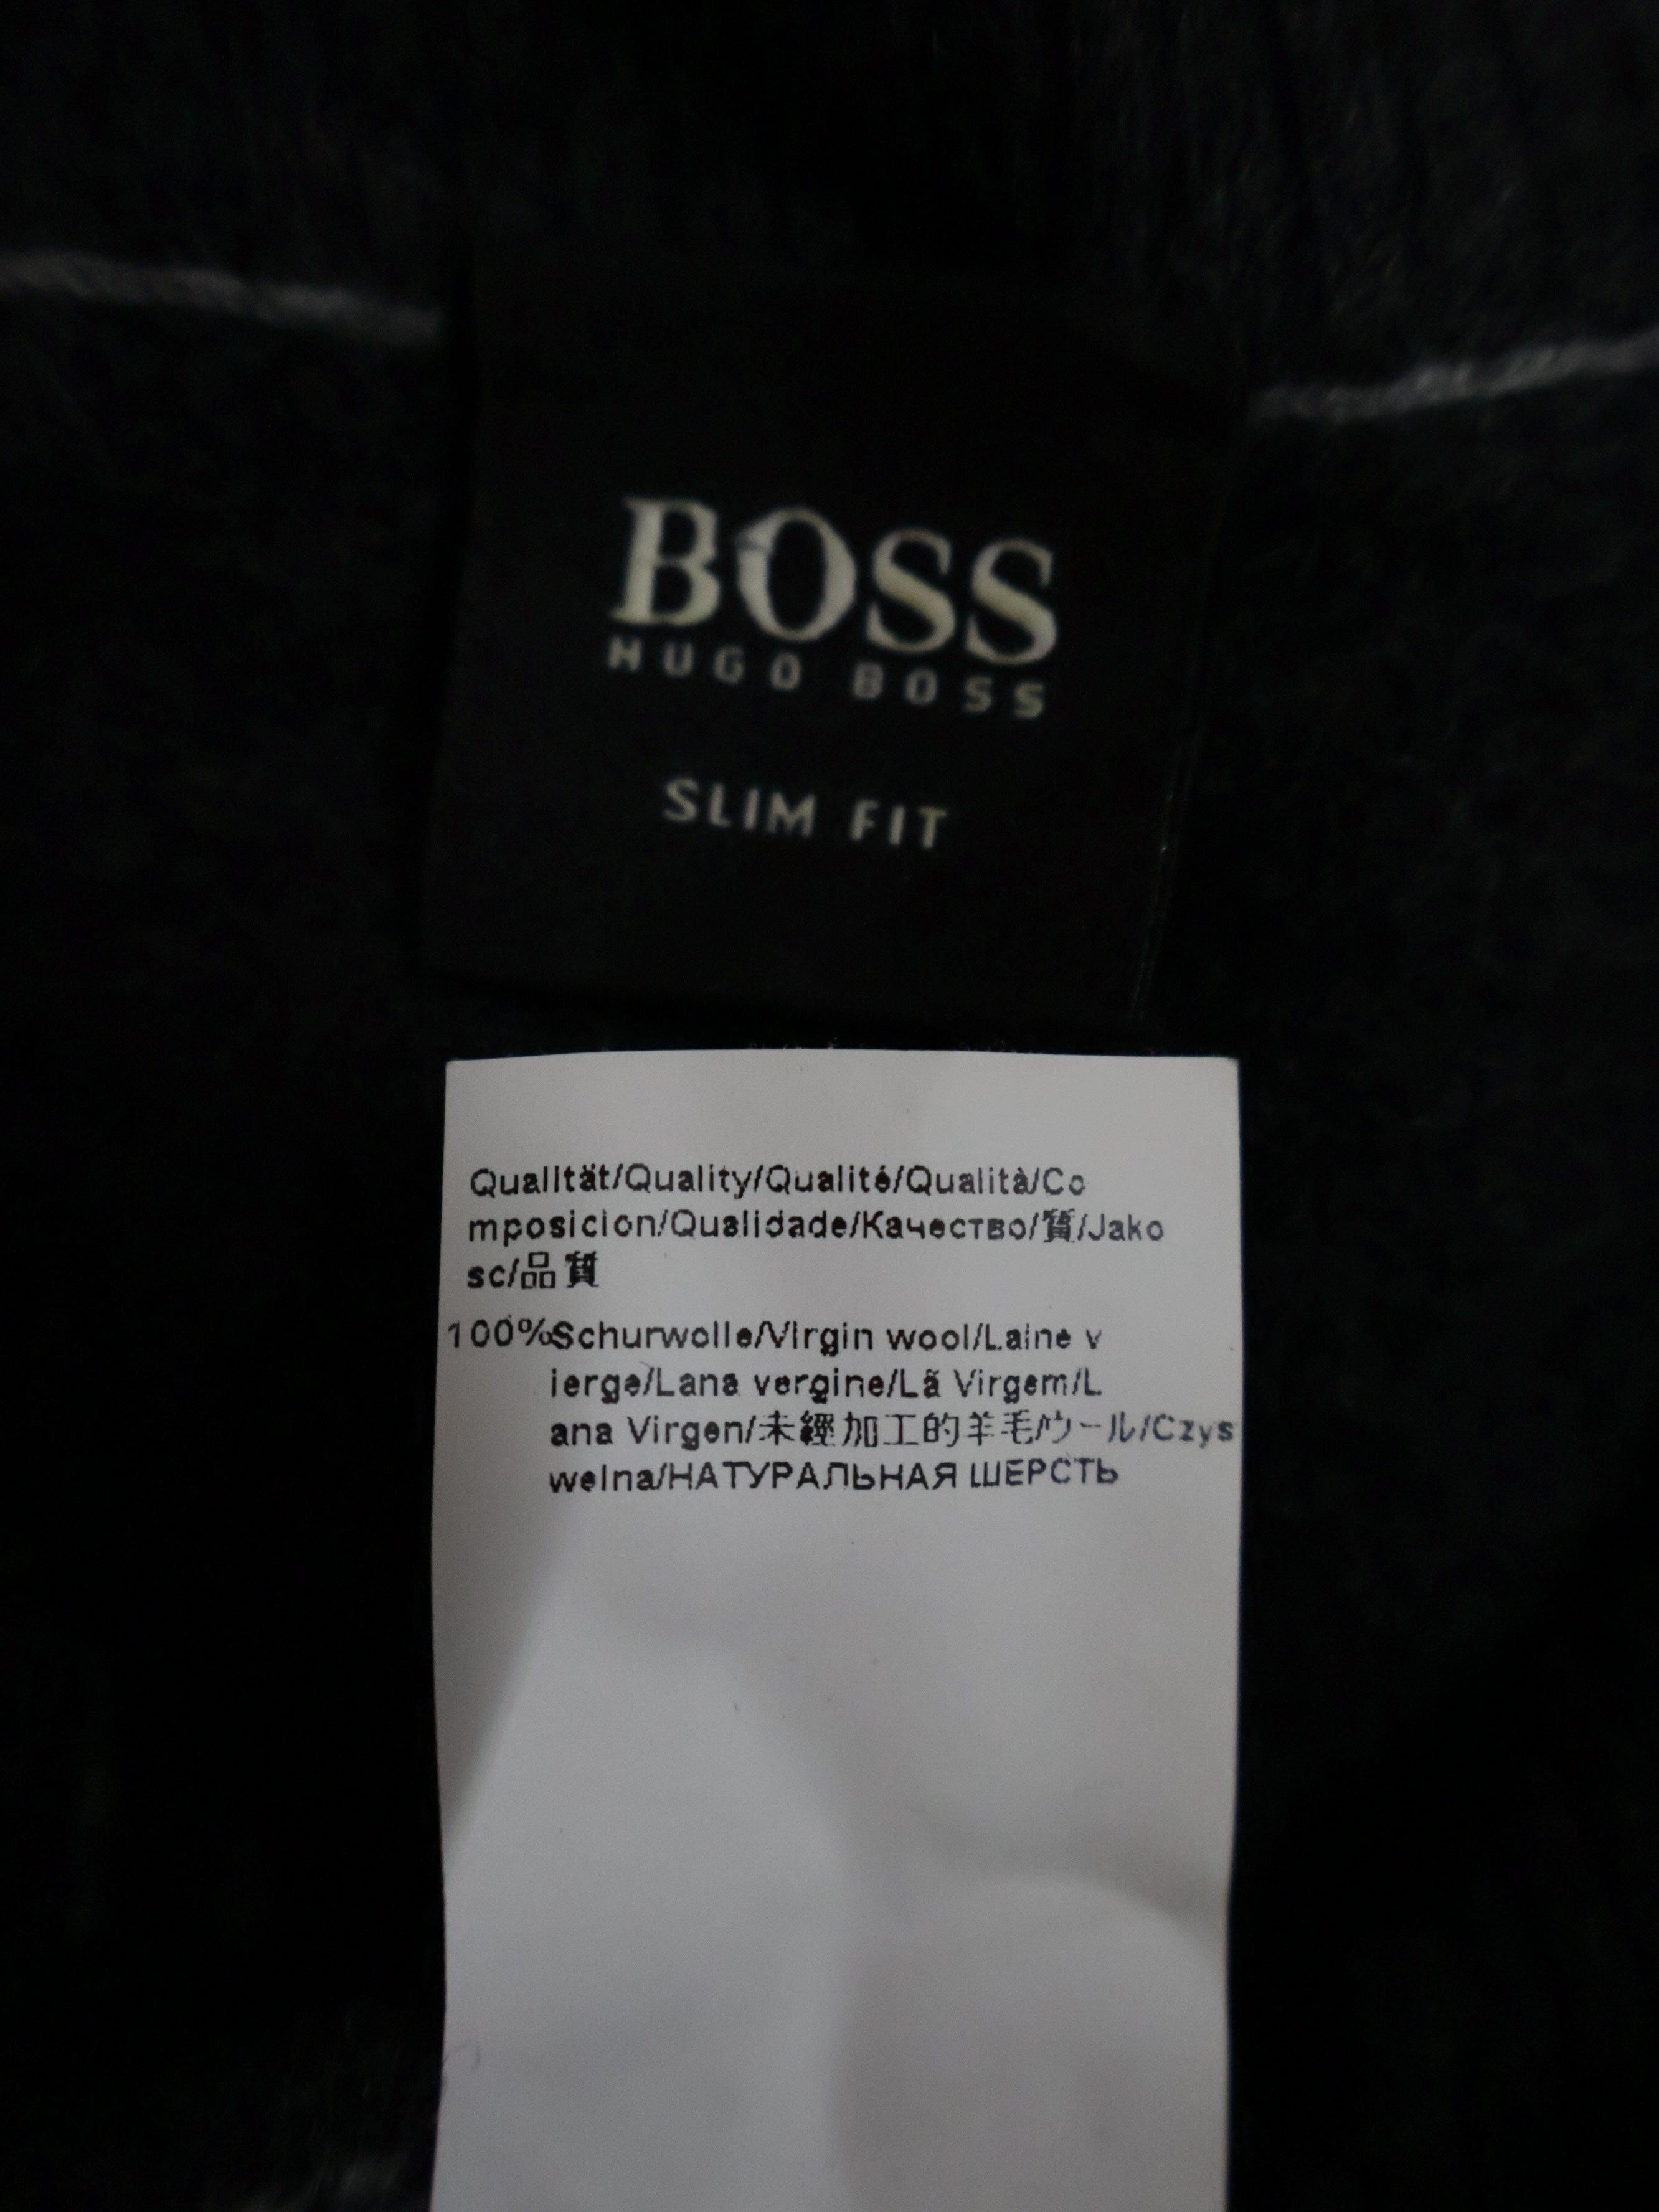 BOSS
HUGO BOSS
SLIM FIT
Qualität/Quality/Qualité/Qualità/Co
mposicion/Qualidade/Качество/質/Jako
sc/品質
100%Schurwolle/Virgin wool/Laine v
ierge/Lana vergine/Lã Virgem/L
ana Virgen/未經加工的羊毛/ウール/Czys
welna/НАТУРАЛЬНАЯ ШЕРСТЬ